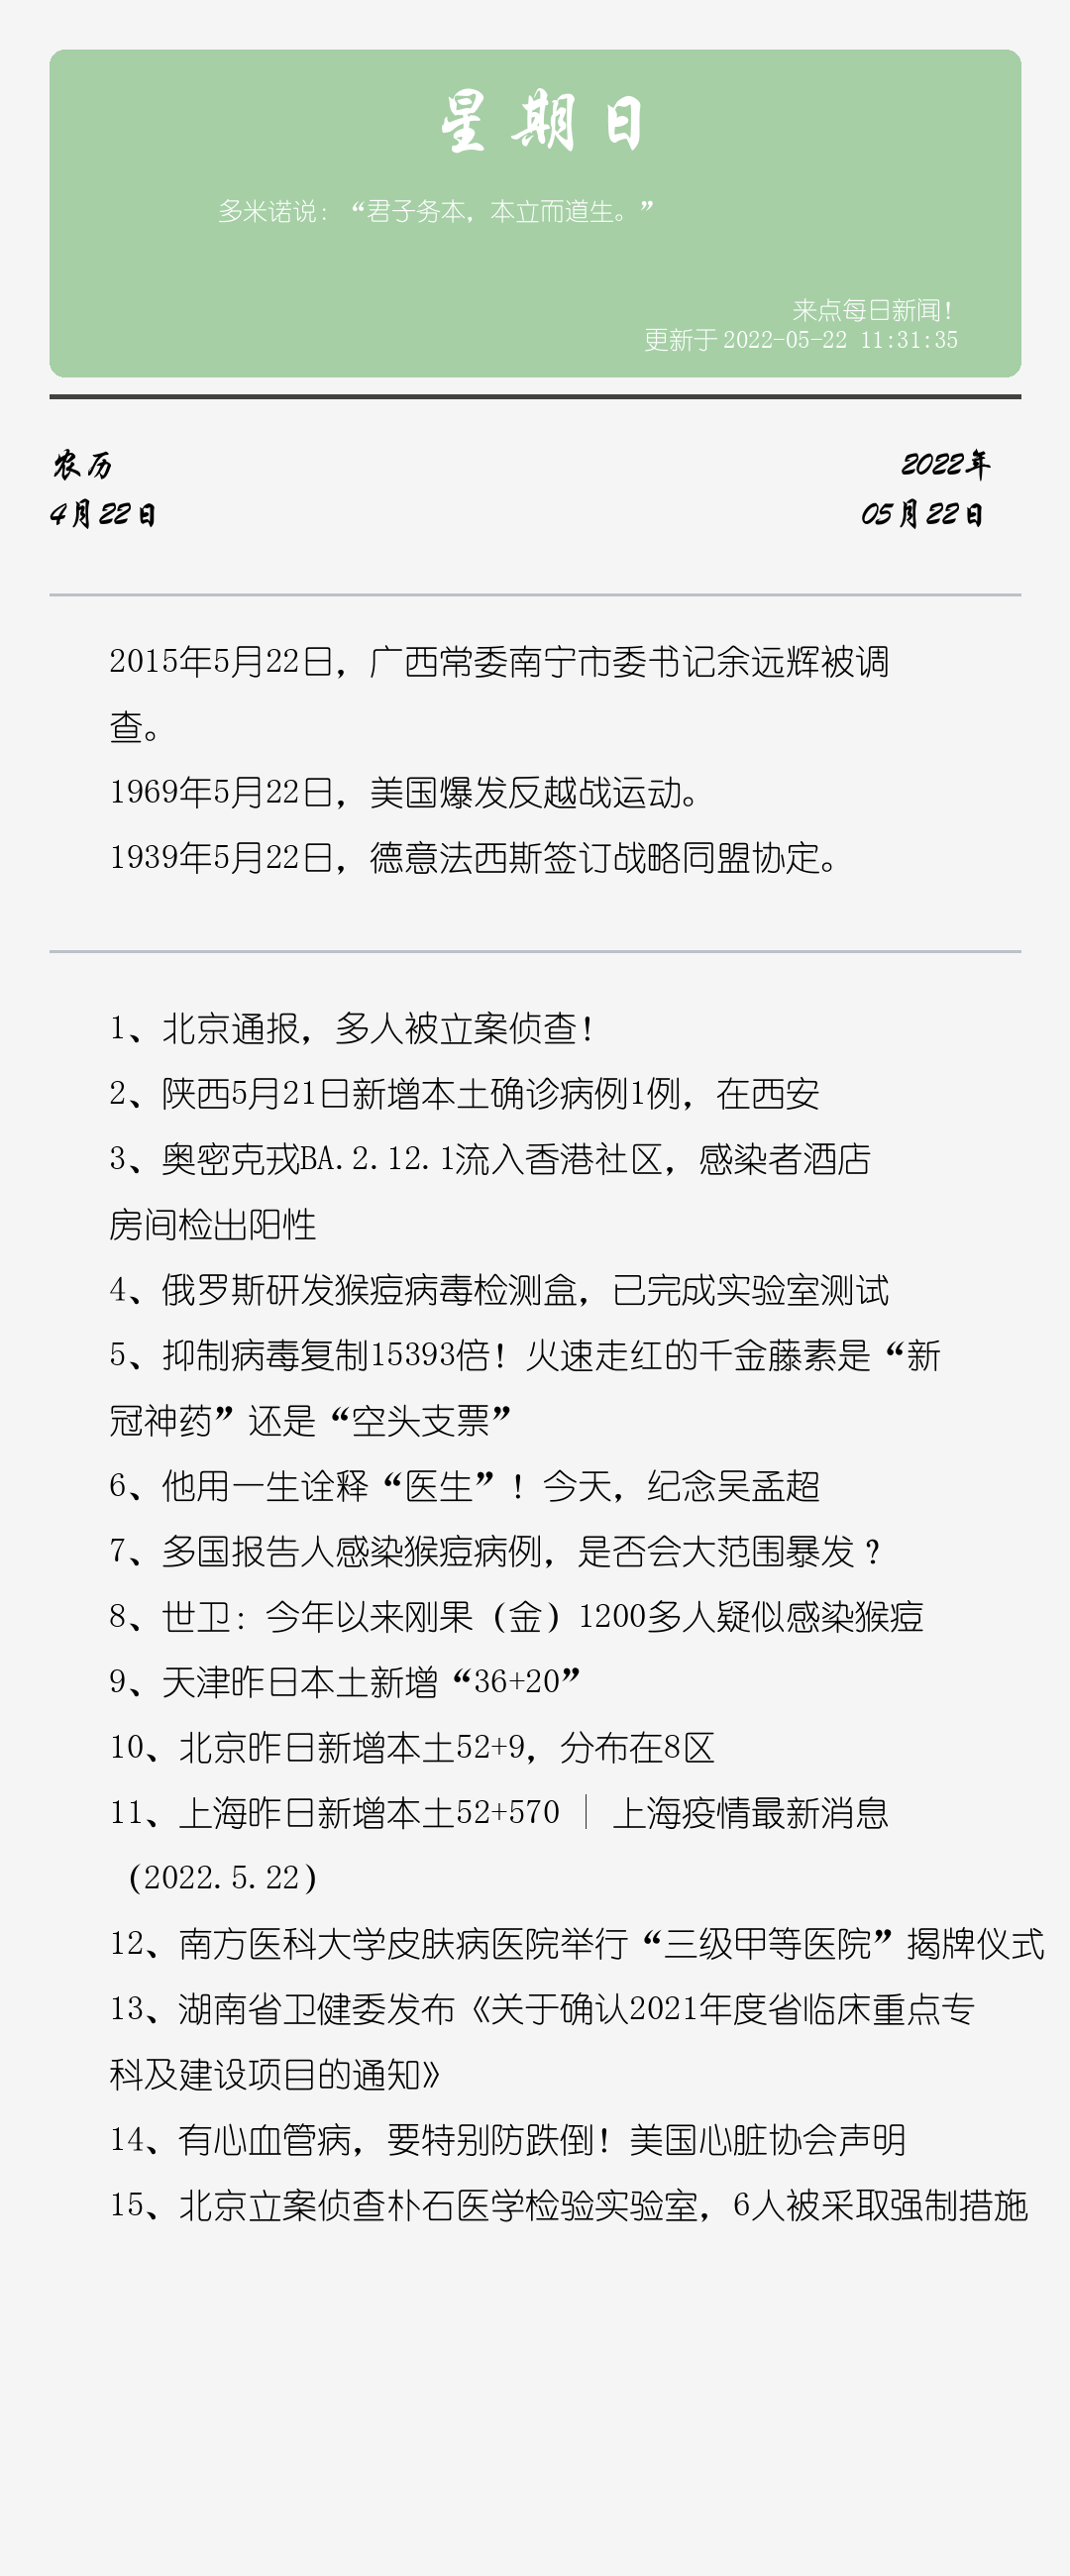 星期日
多米诺说：“君子务本，本立而道生。”
来点每日新闻！
更新于 2022-05-22 11:31:35
农历
2022年
4月22日
05月22日
2015年5月22日，广西常委南宁市委书记余远辉被调
查。
1969年5月22日，美国爆发反越战运动。
1939年5月22日，德意法西斯签订战略同盟协定。
1、北京通报，多人被立案侦查！
2、陕西5月21日新增本土确诊病例1例，在西安
3、奥密克戎BA.2.12.1流入香港社区，感染者酒店
房间检出阳性
4、俄罗斯研发猴痘病毒检测盒，已完成实验室测试
5、抑制病毒复制15393倍！火速走红的千金藤素是“新
冠神药”还是“空头支票”
6、他用一生诠释“医生”！今天，纪念吴孟超
7、多国报告人感染猴痘病例，是否会大范围暴发？
8、世卫：今年以来刚果（金）1200多人疑似感染猴痘
9、天津昨日本土新增“36+20”
10、北京昨日新增本土52+9，分布在8区
11、上海昨日新增本土52+570 │ 上海疫情最新消息
（2022.5.22）
12、南方医科大学皮肤病医院举行“三级甲等医院”揭牌仪式
13、湖南省卫健委发布《关于确认2021年度省临床重点专
科及建设项目的通知》
14、有心血管病，要特别防跌倒！美国心脏协会声明
15、北京立案侦查朴石医学检验实验室，6人被采取强制措施